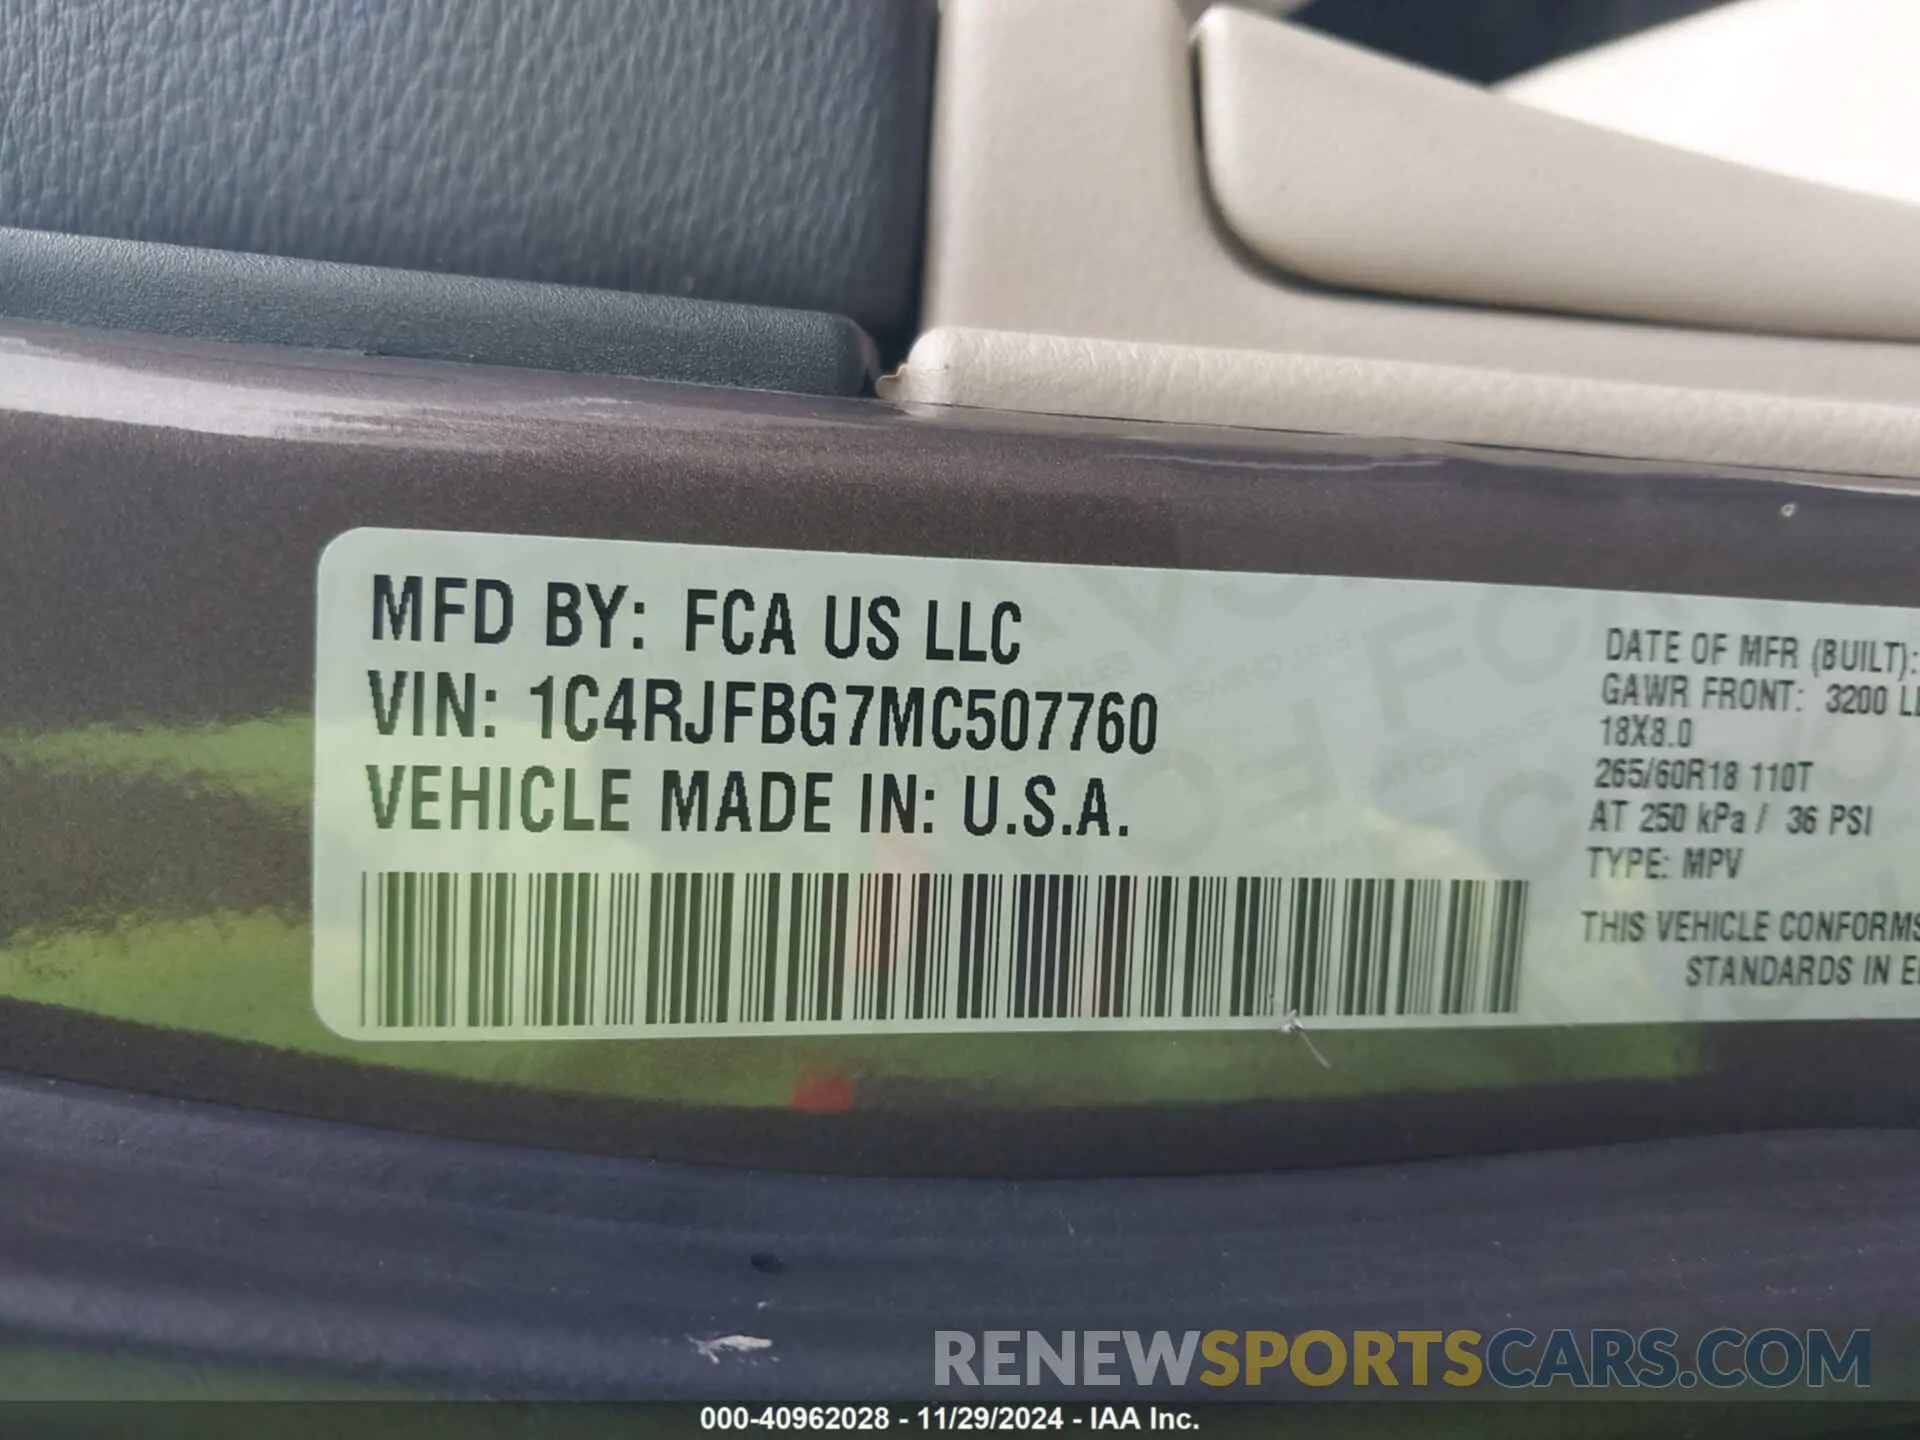 MFD BY: FCA US LLC
VIN: 1C4RJFBG7MC507760
VEHICLE MADE IN: U.S.A.
DATE OF MFR (BUILT):
GAWR FRONT: 3200
18X8.0
265/60R18 110T
AT 250 kPa / 36 PSI
TYPE: MPV
THIS VEHICLE CONFORMS
STANDARDS IN
RENEWSPORTSCARS.COM
000-40962028 - 11/29/2024 - IAA Inc.